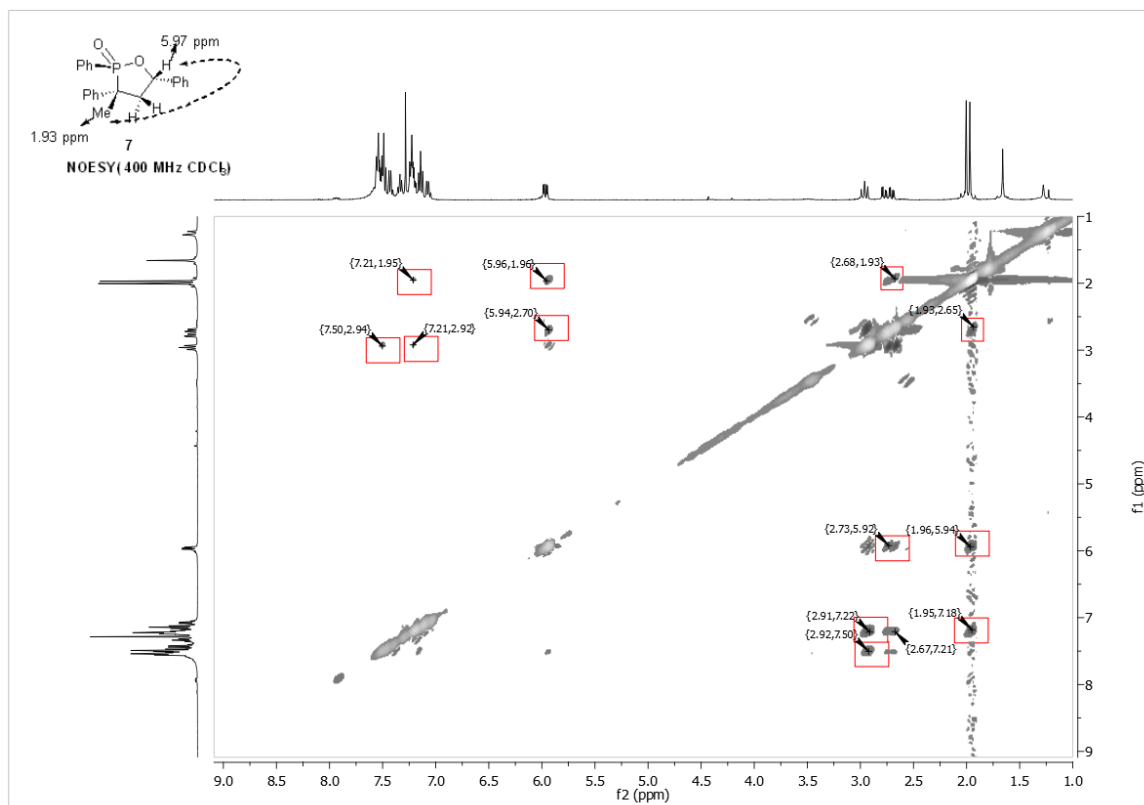 O
5.97 ppm
Ph P O H
Ph
Ph
Me H H
1.93 ppm
7
NOESY( 400 MHz CDCl3)
{7.21,1.95} {5.96,1.96} {2.68,1.93}
{7.50,2.94} {7.21,2.92} {5.94,2.70} {1.93,2.65}
{2.73,5.92} {1.96,5.94}
{2.91,7.22} {1.95,7.18}
{2.92,7.50} {2.67,7.21}
1
2
3
4
5
6
7
8
9
f1 (ppm)
9.0 8.5 8.0 7.5 7.0 6.5 6.0 5.5 5.0 4.5 4.0 3.5 3.0 2.5 2.0 1.5 1.0
f2 (ppm)